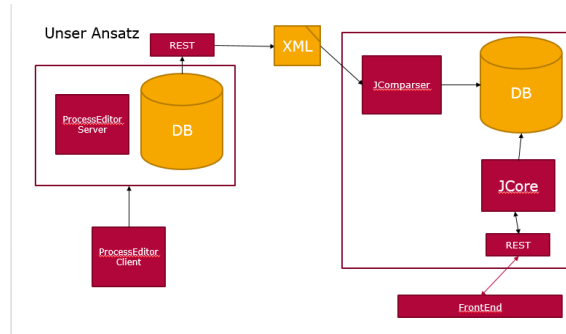 Unser Ansatz
REST
XML
ProcessEditor
Server
DB
ProcessEditor
Client
JComparser
DB
JCore
REST
FrontEnd